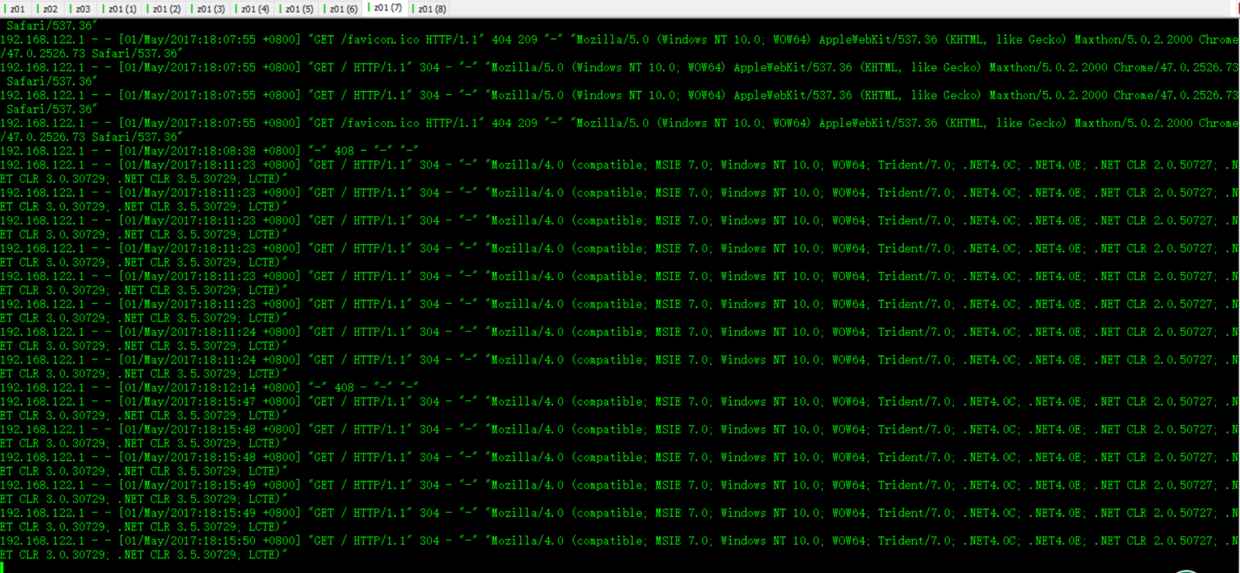 z01 z02 z03 z01 (1) z01 (2) z01 (3) z01 (4) z01 (5) z01 (6) z01 (7) z01 (8)
Safari/537.36"
192.168.122.1 - - [01/May/2017:18:07:55 +0800] "GET /favicon.ico HTTP/1.1" 404 209 "-" "Mozilla/5.0 (Windows NT 10.0; WOW64) AppleWebKit/537.36 (KHTML, like Gecko) Maxthon/5.0.2.2000 Chrome
/47.0.2526.73 Safari/537.36"
192.168.122.1 - - [01/May/2017:18:07:55 +0800] "GET / HTTP/1.1" 304 - "-" "Mozilla/5.0 (Windows NT 10.0; WOW64) AppleWebKit/537.36 (KHTML, like Gecko) Maxthon/5.0.2.2000 Chrome/47.0.2526.73
Safari/537.36"
192.168.122.1 - - [01/May/2017:18:07:55 +0800] "GET / HTTP/1.1" 304 - "-" "Mozilla/5.0 (Windows NT 10.0; WOW64) AppleWebKit/537.36 (KHTML, like Gecko) Maxthon/5.0.2.2000 Chrome/47.0.2526.73
Safari/537.36"
192.168.122.1 - - [01/May/2017:18:07:55 +0800] "GET /favicon.ico HTTP/1.1" 404 209 "-" "Mozilla/5.0 (Windows NT 10.0; WOW64) AppleWebKit/537.36 (KHTML, like Gecko) Maxthon/5.0.2.2000 Chrome
/47.0.2526.73 Safari/537.36"
192.168.122.1 - - [01/May/2017:18:08:38 +0800] "-" 408 - "-" "-"
192.168.122.1 - - [01/May/2017:18:11:23 +0800] "GET / HTTP/1.1" 304 - "-" "Mozilla/4.0 (compatible; MSIE 7.0; Windows NT 10.0; WOW64; Trident/7.0; .NET4.0C; .NET4.0E; .NET CLR 2.0.50727; .N
ET CLR 3.0.30729; .NET CLR 3.5.30729; LCTE)"
192.168.122.1 - - [01/May/2017:18:11:23 +0800] "GET / HTTP/1.1" 304 - "-" "Mozilla/4.0 (compatible; MSIE 7.0; Windows NT 10.0; WOW64; Trident/7.0; .NET4.0C; .NET4.0E; .NET CLR 2.0.50727; .N
ET CLR 3.0.30729; .NET CLR 3.5.30729; LCTE)"
192.168.122.1 - - [01/May/2017:18:11:23 +0800] "GET / HTTP/1.1" 304 - "-" "Mozilla/4.0 (compatible; MSIE 7.0; Windows NT 10.0; WOW64; Trident/7.0; .NET4.0C; .NET4.0E; .NET CLR 2.0.50727; .N
ET CLR 3.0.30729; .NET CLR 3.5.30729; LCTE)"
192.168.122.1 - - [01/May/2017:18:11:23 +0800] "GET / HTTP/1.1" 304 - "-" "Mozilla/4.0 (compatible; MSIE 7.0; Windows NT 10.0; WOW64; Trident/7.0; .NET4.0C; .NET4.0E; .NET CLR 2.0.50727; .N
ET CLR 3.0.30729; .NET CLR 3.5.30729; LCTE)"
192.168.122.1 - - [01/May/2017:18:11:23 +0800] "GET / HTTP/1.1" 304 - "-" "Mozilla/4.0 (compatible; MSIE 7.0; Windows NT 10.0; WOW64; Trident/7.0; .NET4.0C; .NET4.0E; .NET CLR 2.0.50727; .N
ET CLR 3.0.30729; .NET CLR 3.5.30729; LCTE)"
192.168.122.1 - - [01/May/2017:18:11:23 +0800] "GET / HTTP/1.1" 304 - "-" "Mozilla/4.0 (compatible; MSIE 7.0; Windows NT 10.0; WOW64; Trident/7.0; .NET4.0C; .NET4.0E; .NET CLR 2.0.50727; .N
ET CLR 3.0.30729; .NET CLR 3.5.30729; LCTE)"
192.168.122.1 - - [01/May/2017:18:11:24 +0800] "GET / HTTP/1.1" 304 - "-" "Mozilla/4.0 (compatible; MSIE 7.0; Windows NT 10.0; WOW64; Trident/7.0; .NET4.0C; .NET4.0E; .NET CLR 2.0.50727; .N
ET CLR 3.0.30729; .NET CLR 3.5.30729; LCTE)"
192.168.122.1 - - [01/May/2017:18:11:24 +0800] "GET / HTTP/1.1" 304 - "-" "Mozilla/4.0 (compatible; MSIE 7.0; Windows NT 10.0; WOW64; Trident/7.0; .NET4.0C; .NET4.0E; .NET CLR 2.0.50727; .N
ET CLR 3.0.30729; .NET CLR 3.5.30729; LCTE)"
192.168.122.1 - - [01/May/2017:18:12:14 +0800] "-" 408 - "-" "-"
192.168.122.1 - - [01/May/2017:18:15:47 +0800] "GET / HTTP/1.1" 304 - "-" "Mozilla/4.0 (compatible; MSIE 7.0; Windows NT 10.0; WOW64; Trident/7.0; .NET4.0C; .NET4.0E; .NET CLR 2.0.50727; .N
ET CLR 3.0.30729; .NET CLR 3.5.30729; LCTE)"
192.168.122.1 - - [01/May/2017:18:15:48 +0800] "GET / HTTP/1.1" 304 - "-" "Mozilla/4.0 (compatible; MSIE 7.0; Windows NT 10.0; WOW64; Trident/7.0; .NET4.0C; .NET4.0E; .NET CLR 2.0.50727; .N
ET CLR 3.0.30729; .NET CLR 3.5.30729; LCTE)"
192.168.122.1 - - [01/May/2017:18:15:48 +0800] "GET / HTTP/1.1" 304 - "-" "Mozilla/4.0 (compatible; MSIE 7.0; Windows NT 10.0; WOW64; Trident/7.0; .NET4.0C; .NET4.0E; .NET CLR 2.0.50727; .N
ET CLR 3.0.30729; .NET CLR 3.5.30729; LCTE)"
192.168.122.1 - - [01/May/2017:18:15:49 +0800] "GET / HTTP/1.1" 304 - "-" "Mozilla/4.0 (compatible; MSIE 7.0; Windows NT 10.0; WOW64; Trident/7.0; .NET4.0C; .NET4.0E; .NET CLR 2.0.50727; .N
ET CLR 3.0.30729; .NET CLR 3.5.30729; LCTE)"
192.168.122.1 - - [01/May/2017:18:15:49 +0800] "GET / HTTP/1.1" 304 - "-" "Mozilla/4.0 (compatible; MSIE 7.0; Windows NT 10.0; WOW64; Trident/7.0; .NET4.0C; .NET4.0E; .NET CLR 2.0.50727; .N
ET CLR 3.0.30729; .NET CLR 3.5.30729; LCTE)"
192.168.122.1 - - [01/May/2017:18:15:50 +0800] "GET / HTTP/1.1" 304 - "-" "Mozilla/4.0 (compatible; MSIE 7.0; Windows NT 10.0; WOW64; Trident/7.0; .NET4.0C; .NET4.0E; .NET CLR 2.0.50727; .N
ET CLR 3.0.30729; .NET CLR 3.5.30729; LCTE)"